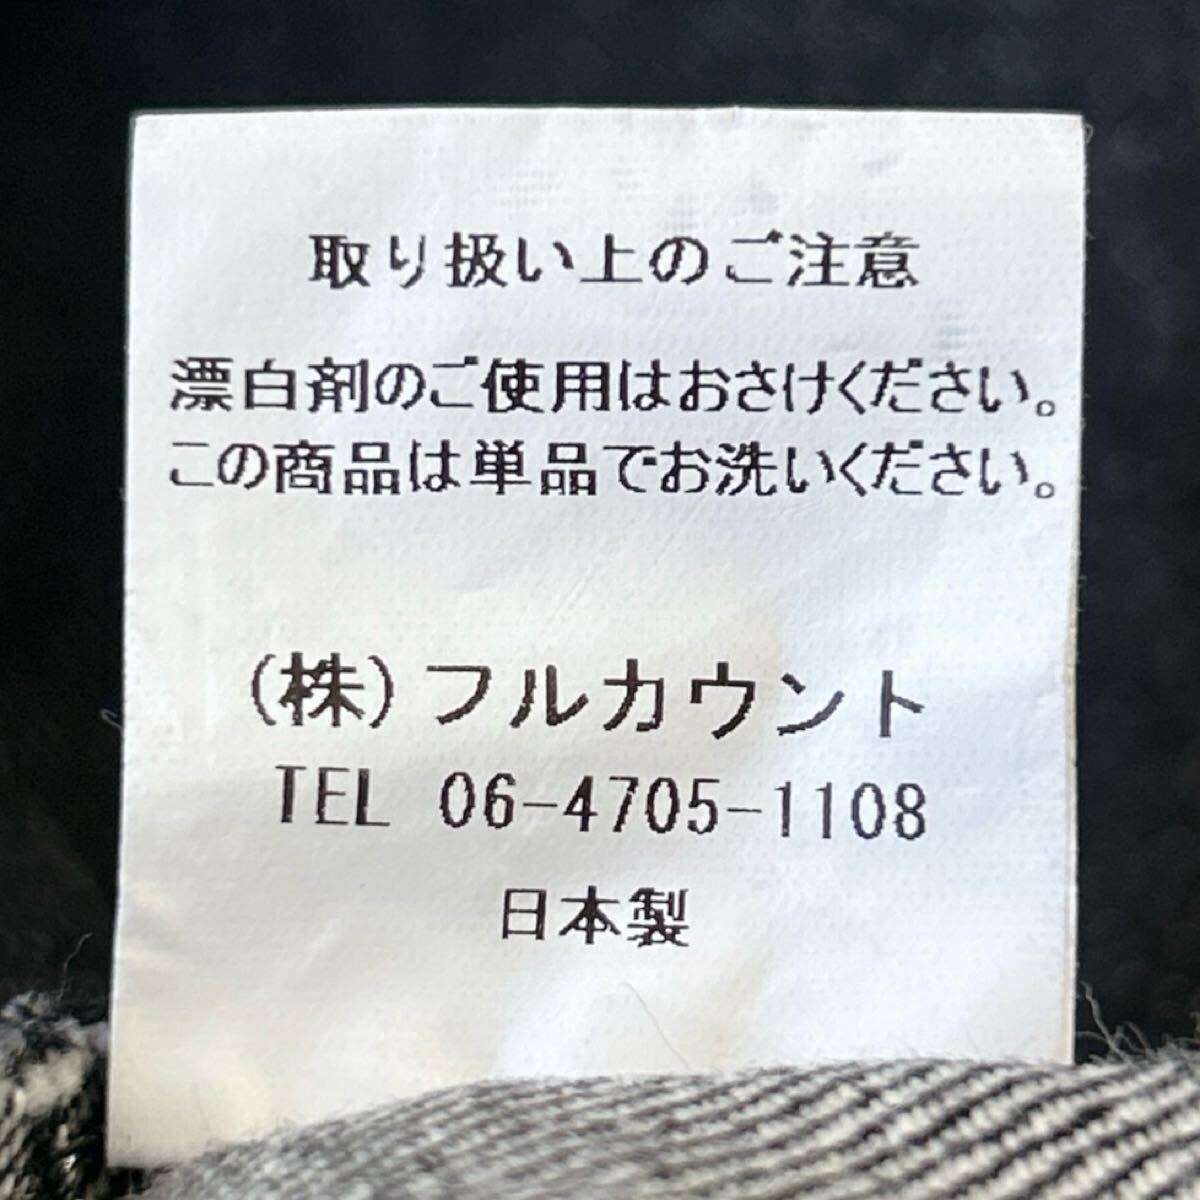 取り扱い上のご注意
漂白剤のご使用はおさけください。
この商品は単品でお洗いください。
(株)フルカウント
TEL 06-4705-1108
日本製